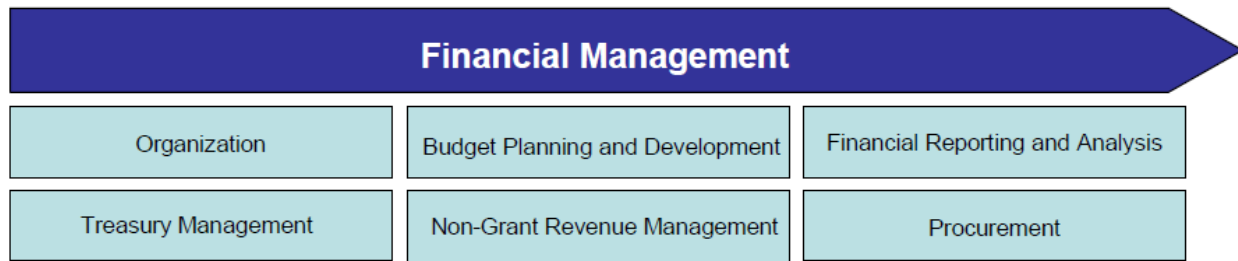 Financial Management
Organization
Budget Planning and Development
Financial Reporting and Analysis
Treasury Management
Non-Grant Revenue Management
Procurement